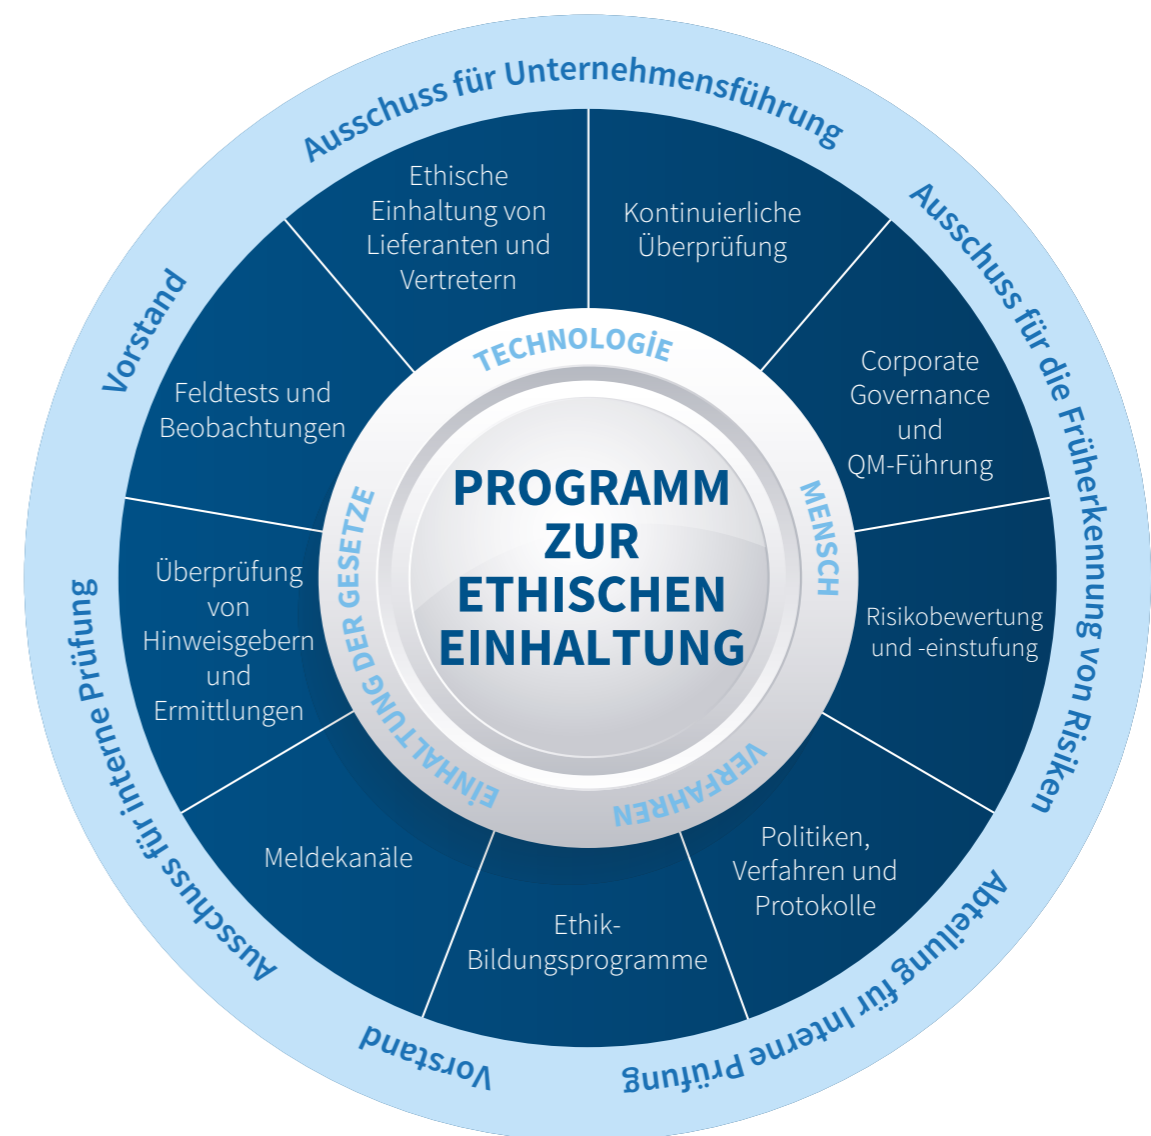 Ausschuss für Unternehmensführung
Ausschuss für die Früherkennung von Risiken
Abteilung für Interne Prüfung
Vorstand
Ausschuss für interne Prüfung
Vorstand
Ethische
Einhaltung von
Lieferanten und
Vertretern
Kontinuierliche
Überprüfung
Corporate
Governance
und
QM-Führung
Risikobewertung
und -einstufung
Politiken,
Verfahren und
Protokolle
Ethik-
Bildungsprogramme
Meldekanäle
Überprüfung
von
Hinweisgebern
und
Ermittlungen
Feldtests und
Beobachtungen
TECHNOLOGİE
MENSCH
VERFAHREN
EİNHALTUNG DER GESETZE
PROGRAMM
ZUR
ETHISCHEN
EINHALTUNG